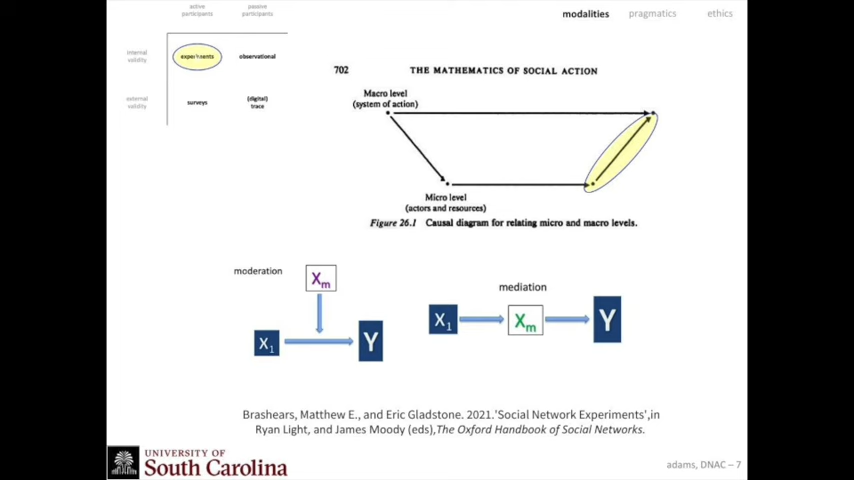 active
participants
passive
participants
modalities
pragmatics
ethics
internal
validity
experiments
observational
external
validity
surveys
(digital)
trace
702
THE MATHEMATICS OF SOCIAL ACTION
Macro level
(system of action)
Micro level
(actors and resources)
Figure 26.1 Causal diagram for relating micro and macro levels.
moderation
Xm
X1
Y
mediation
X1
Xm
Y
Brashears, Matthew E., and Eric Gladstone. 2021.'Social Network Experiments',in
Ryan Light, and James Moody (eds),The Oxford Handbook of Social Networks.
UNIVERSITY OF
South Carolina
adams, DNAC – 7